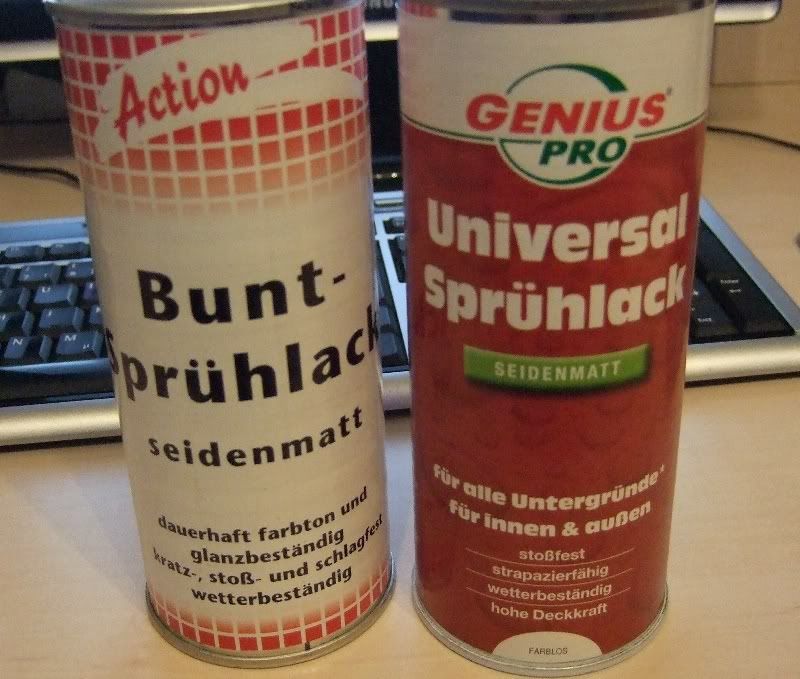 Action
Bunt-
sprühlack
seidenmatt
dauerhaft farbton und
glanzbeständig
kratz-, stoß- und schlagfest
wetterbeständig
GENIUS
PRO
Universal
Sprühlack
SEIDENMATT
für alle Untergründe*
für innen & außen
stoßfest
strapazierfähig
wetterbeständig
hohe Deckkraft
FARBLOS